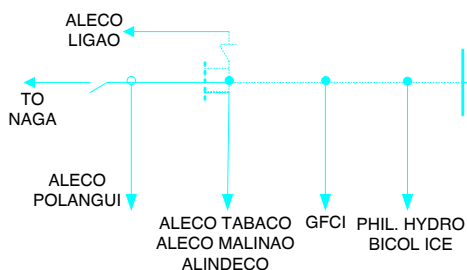 ALECO
LIGAO
TO
NAGA
ALECO
POLANGUI
ALECO TABACO
ALECO MALINAO
ALINDECO
GFCI
PHIL. HYDRO
BICOL ICE